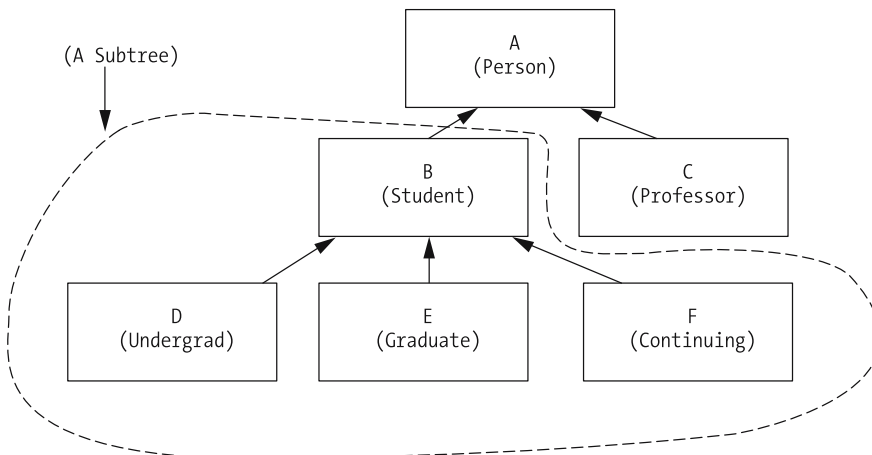 A
(Person)
(A Subtree)
B
(Student)
C
(Professor)
D
(Undergrad)
E
(Graduate)
F
(Continuing)